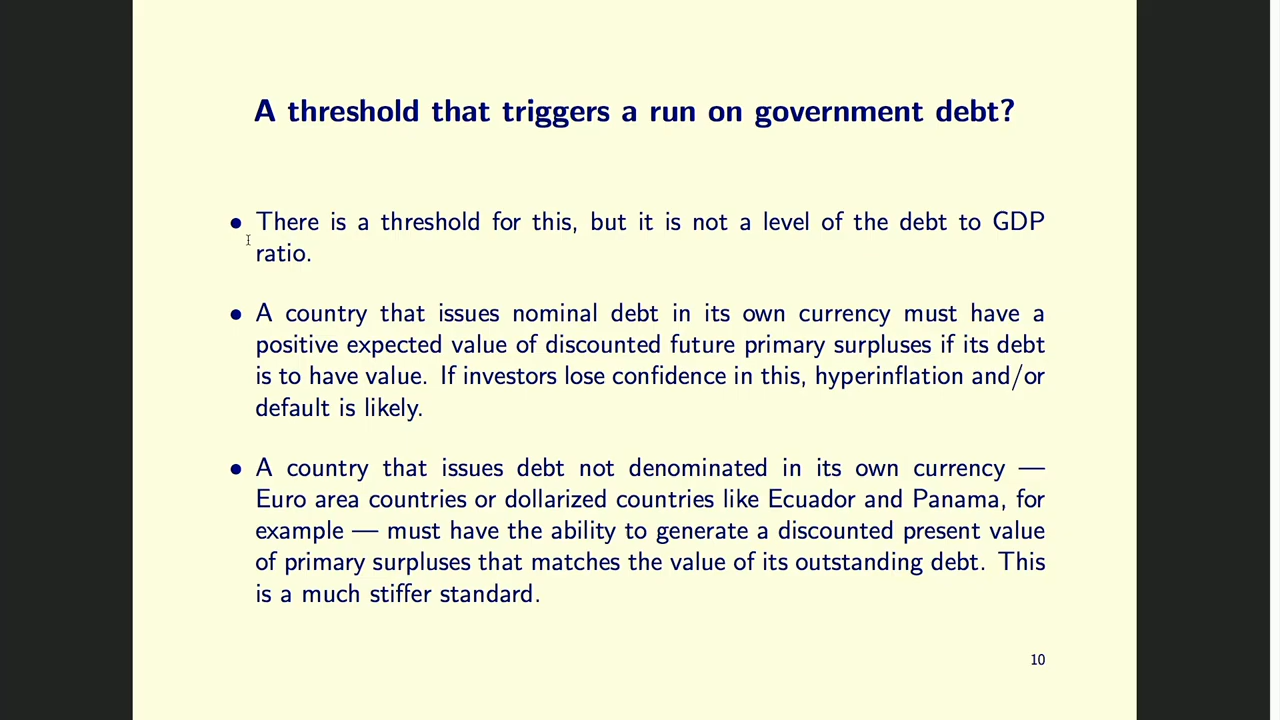 A threshold that triggers a run on government debt?
• There is a threshold for this, but it is not a level of the debt to GDP
ratio.
• A country that issues nominal debt in its own currency must have a
positive expected value of discounted future primary surpluses if its debt
is to have value. If investors lose confidence in this, hyperinflation and/or
default is likely.
• A country that issues debt not denominated in its own currency —
Euro area countries or dollarized countries like Ecuador and Panama, for
example — must have the ability to generate a discounted present value
of primary surpluses that matches the value of its outstanding debt. This
is a much stiffer standard.
10